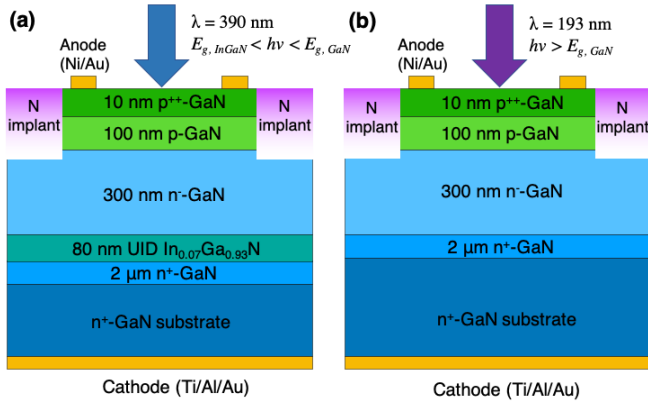 (a)
λ = 390 nm
E_{g, InGaN} < hν < E_{g, GaN}
Anode
(Ni/Au)
N
implant
10 nm p⁺⁺-GaN
N
implant
100 nm p-GaN
300 nm n⁻-GaN
80 nm UID In₀.₀₇Ga₀.₉₃N
2 µm n⁺-GaN
n⁺-GaN substrate
Cathode (Ti/Al/Au)
(b)
λ = 193 nm
hν > E_{g, GaN}
Anode
(Ni/Au)
N
implant
10 nm p⁺⁺-GaN
N
implant
100 nm p-GaN
300 nm n⁻-GaN
2 µm n⁺-GaN
n⁺-GaN substrate
Cathode (Ti/Al/Au)